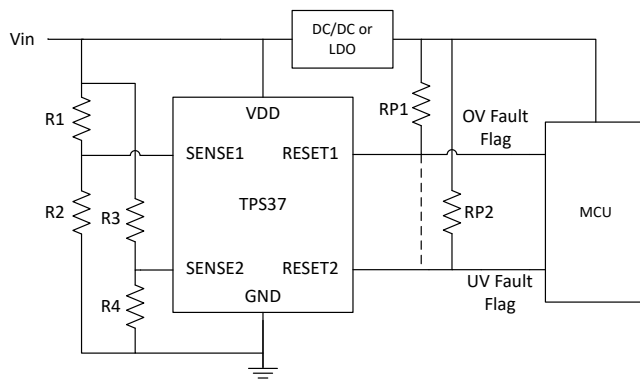 Vin
DC/DC or
LDO
R1
VDD
RP1
OV Fault
Flag
SENSE1
RESET1
R2
R3
TPS37
RP2
MCU
SENSE2
RESET2
R4
GND
UV Fault
Flag